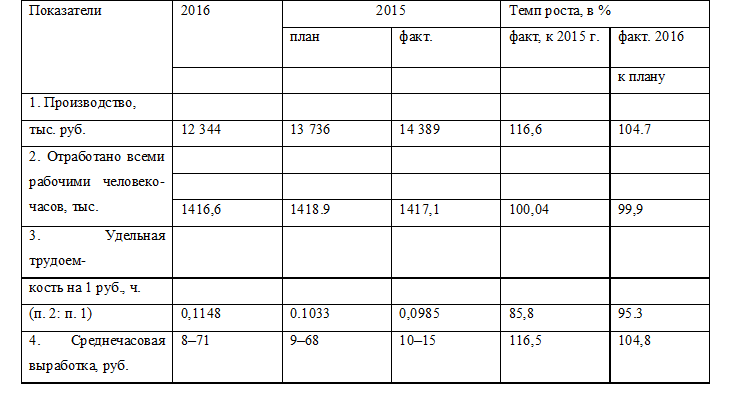 Показатели 2016 2015 Темп роста, в %
план факт. факт, к 2015 г. факт. 2016
к плану
1. Производство,
тыс. руб. 12 344 13 736 14 389 116,6 104.7
2. Отработано всеми
рабочими человеко-
часов, тыс. 1416,6 1418.9 1417,1 100,04 99,9
3. Удельная
трудоем-
кость на 1 руб., ч.
(п. 2: п. 1) 0,1148 0.1033 0,0985 85,8 95.3
4. Среднечасовая 8–71 9–68 10–15 116,5 104,8
выработка, руб.